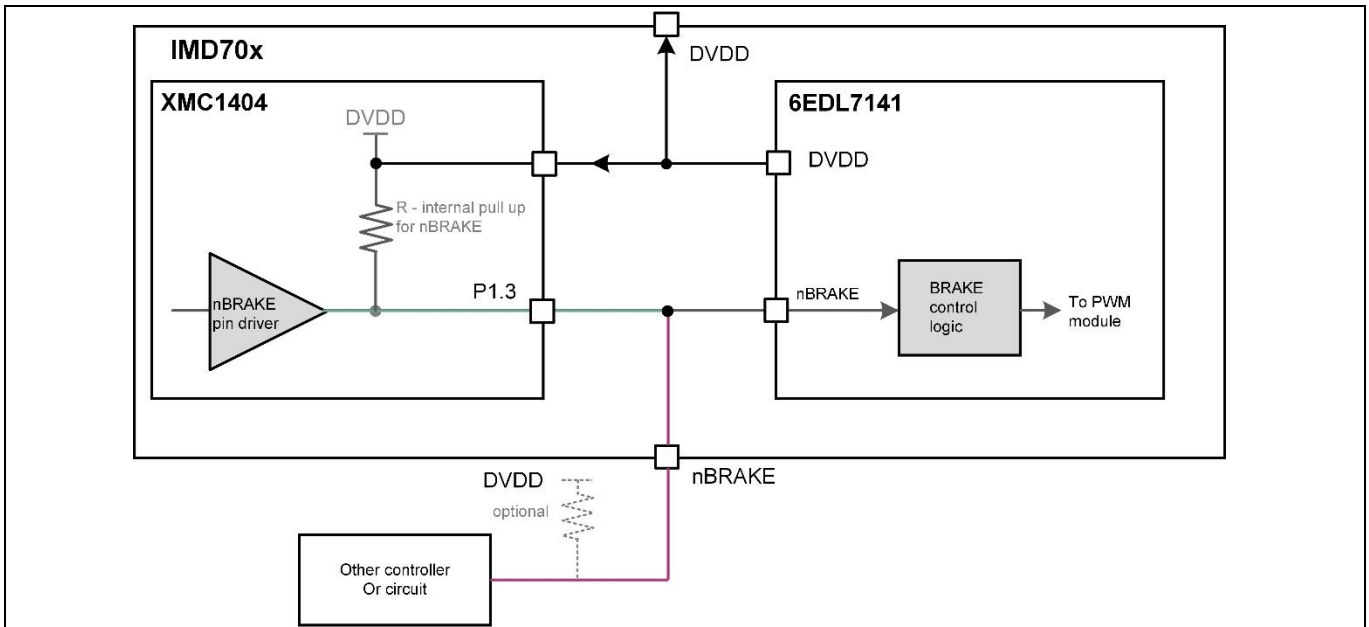 IMD70x
DVDD
XMC1404
6EDL7141
DVDD
DVDD
R - internal pull up
for nBRAKE
nBRAKE
pin driver
P1.3
nBRAKE
BRAKE
control
logic
To PWM
module
nBRAKE
DVDD
optional
Other controller
Or circuit